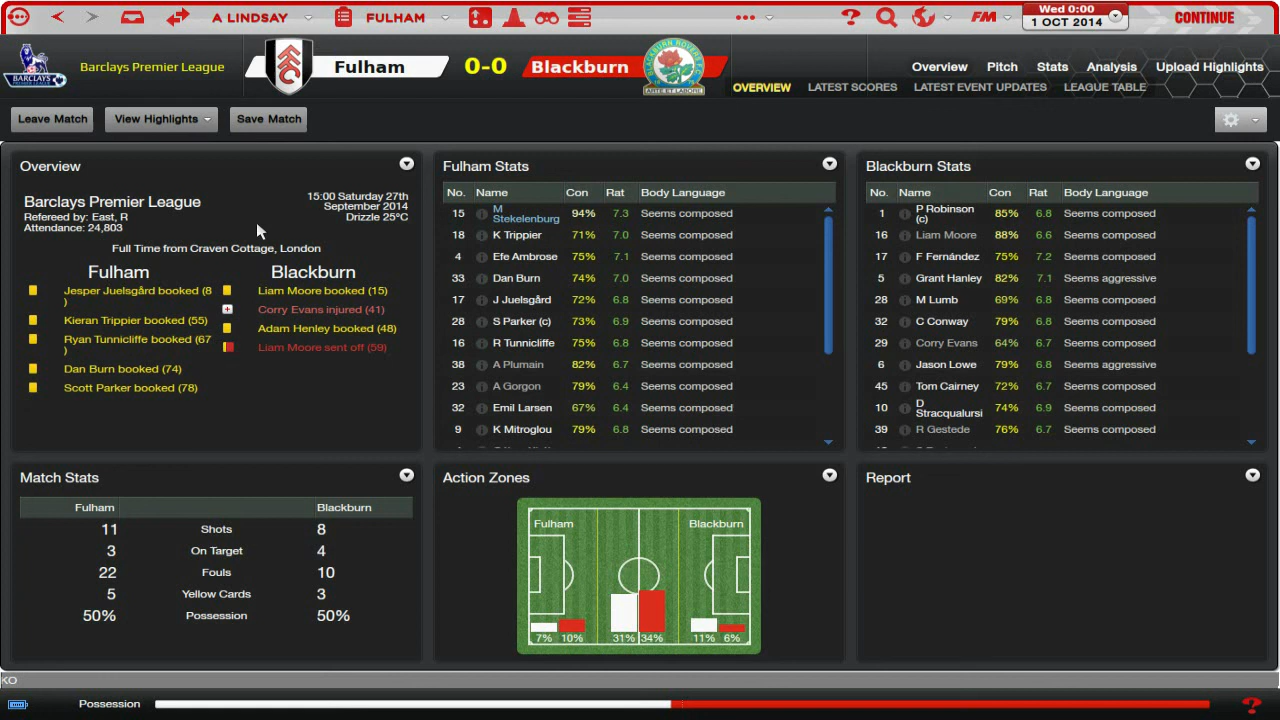 A LINDSAY
FULHAM
FM
Wed 0:00
1 OCT 2014
CONTINUE
BARCLAYS
Barclays Premier League
Fulham
0-0
Blackburn
Overview
Pitch
Stats
Analysis
Upload Highlights
OVERVIEW
LATEST SCORES
LATEST EVENT UPDATES
LEAGUE TABLE
Leave Match
View Highlights
Save Match
Overview
Barclays Premier League
Refereed by: East, R
Attendance: 24,803
15:00 Saturday 27th
September 2014
Drizzle 25°C
Full Time from Craven Cottage, London
Fulham
Jesper Juelsgård booked (8
)
Kieran Trippier booked (55)
Ryan Tunnicliffe booked (67
)
Dan Burn booked (74)
Scott Parker booked (78)
Blackburn
Liam Moore booked (15)
Corry Evans injured (41)
Adam Henley booked (48)
Liam Moore sent off (59)
Fulham Stats
No. Name Con Rat Body Language
15 M Stekelenburg 94% 7.3 Seems composed
18 K Trippier 71% 7.0 Seems composed
4 Efe Ambrose 75% 7.1 Seems composed
33 Dan Burn 74% 7.0 Seems composed
17 J Juelsgård 72% 6.8 Seems composed
28 S Parker (c) 73% 6.9 Seems composed
16 R Tunnicliffe 75% 6.8 Seems composed
38 A Plumain 82% 6.7 Seems composed
23 A Gorgon 79% 6.4 Seems composed
32 Emil Larsen 67% 6.4 Seems composed
9 K Mitroglou 79% 6.8 Seems composed
Blackburn Stats
No. Name Con Rat Body Language
1 P Robinson (c) 85% 6.8 Seems composed
16 Liam Moore 88% 6.6 Seems composed
17 F Fernández 75% 7.2 Seems composed
5 Grant Hanley 82% 7.1 Seems aggressive
28 M Lumb 69% 6.8 Seems composed
32 C Conway 79% 6.8 Seems composed
29 Corry Evans 64% 6.7 Seems composed
6 Jason Lowe 79% 6.8 Seems aggressive
45 Tom Cairney 72% 6.7 Seems composed
10 D Stracqualursi 74% 6.9 Seems composed
39 R Gestede 76% 6.7 Seems composed
Match Stats
Fulham Blackburn
11 Shots 8
3 On Target 4
22 Fouls 10
5 Yellow Cards 3
50% Possession 50%
Action Zones
Fulham Blackburn
7% 10% 31% 34% 11% 6%
Report
KO
Possession